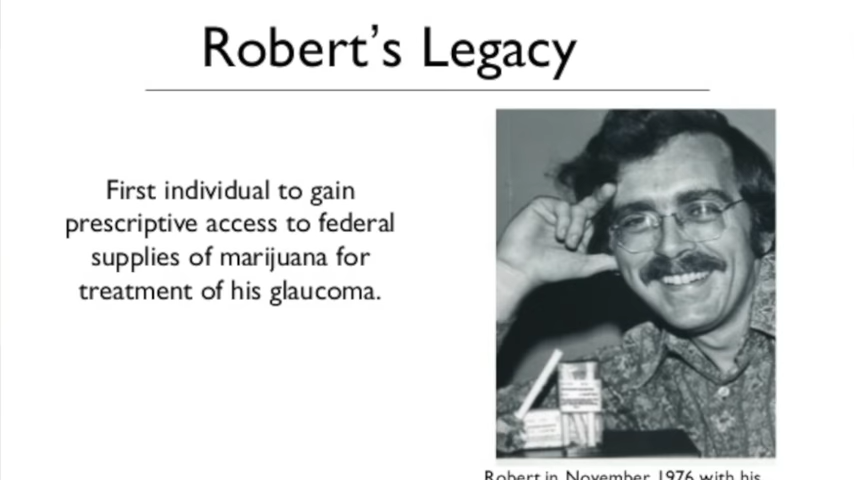 Robert’s Legacy
First individual to gain
prescriptive access to federal
supplies of marijuana for
treatment of his glaucoma.
Robert in November, 1976 with his